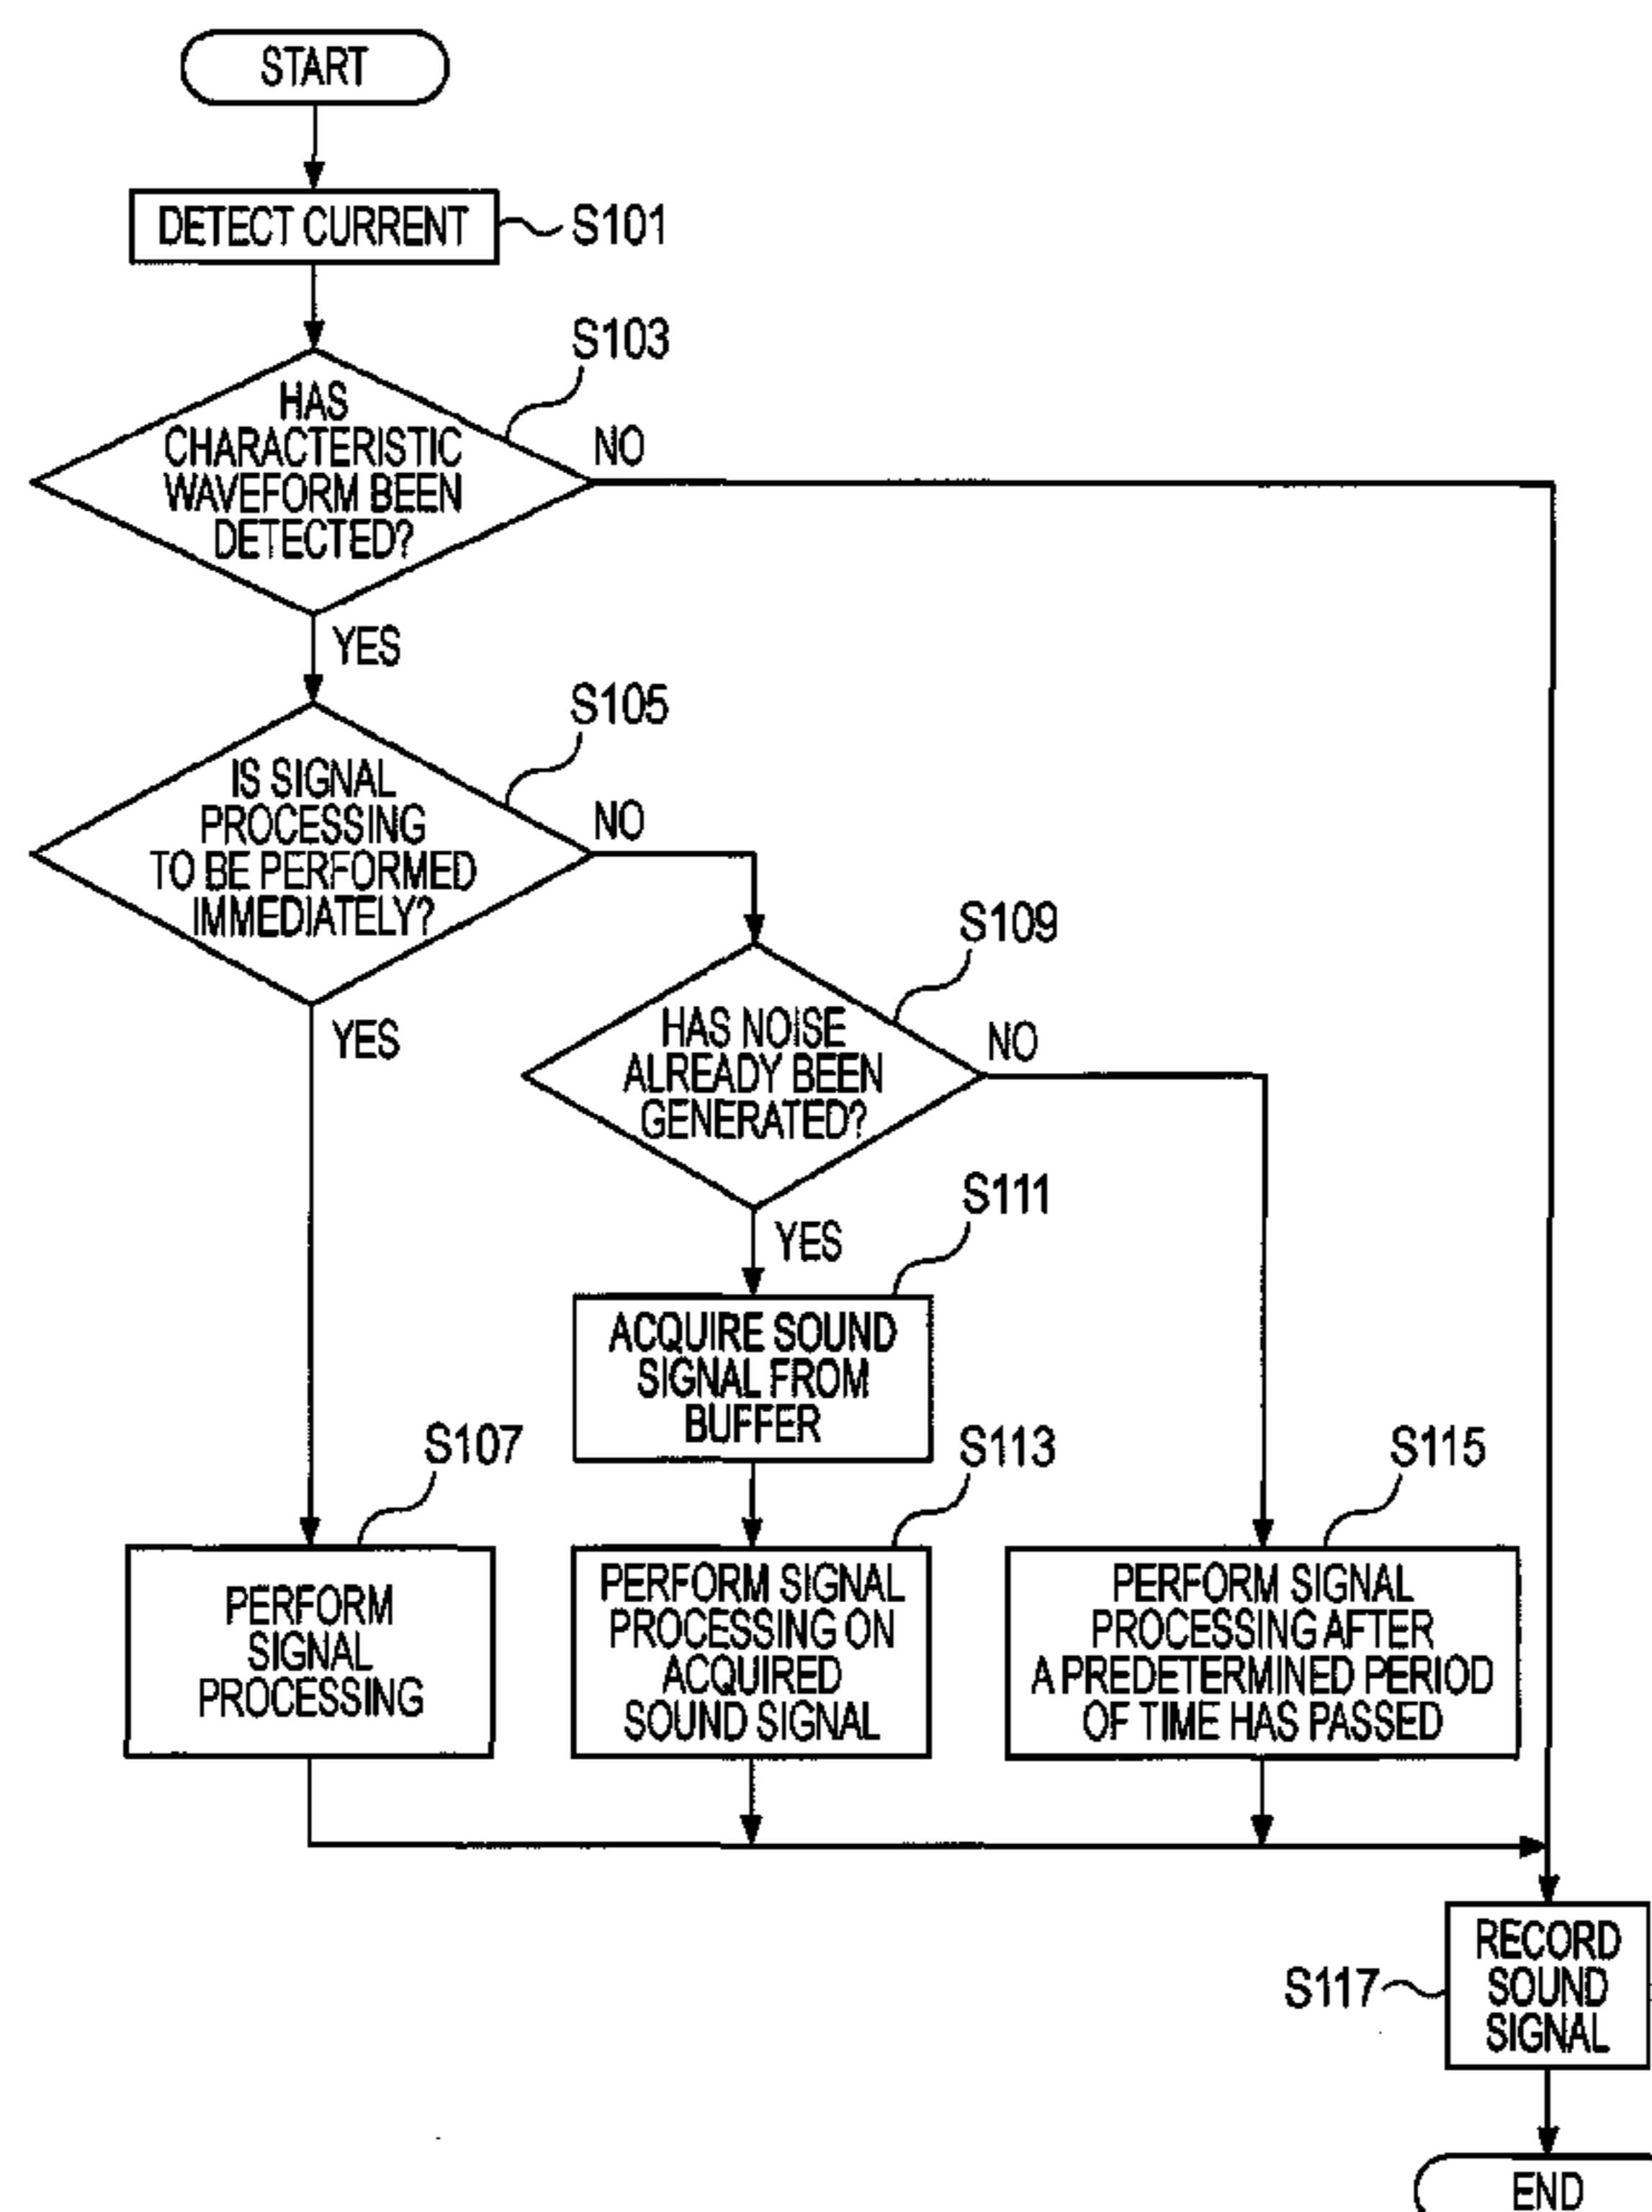 START
DETECT CURRENT
S101
S103
HAS
CHARACTERISTIC
WAVEFORM BEEN
DETECTED?
NO
YES
S105
IS SIGNAL
PROCESSING
TO BE PERFORMED
IMMEDIATELY?
NO
YES
S109
HAS NOISE
ALREADY BEEN
GENERATED?
NO
YES
S111
ACQUIRE SOUND
SIGNAL FROM
BUFFER
S107
PERFORM
SIGNAL
PROCESSING
S113
PERFORM SIGNAL
PROCESSING ON
ACQUIRED
SOUND SIGNAL
S115
PERFORM SIGNAL
PROCESSING AFTER
A PREDETERMINED PERIOD
OF TIME HAS PASSED
S117
RECORD
SOUND
SIGNAL
END